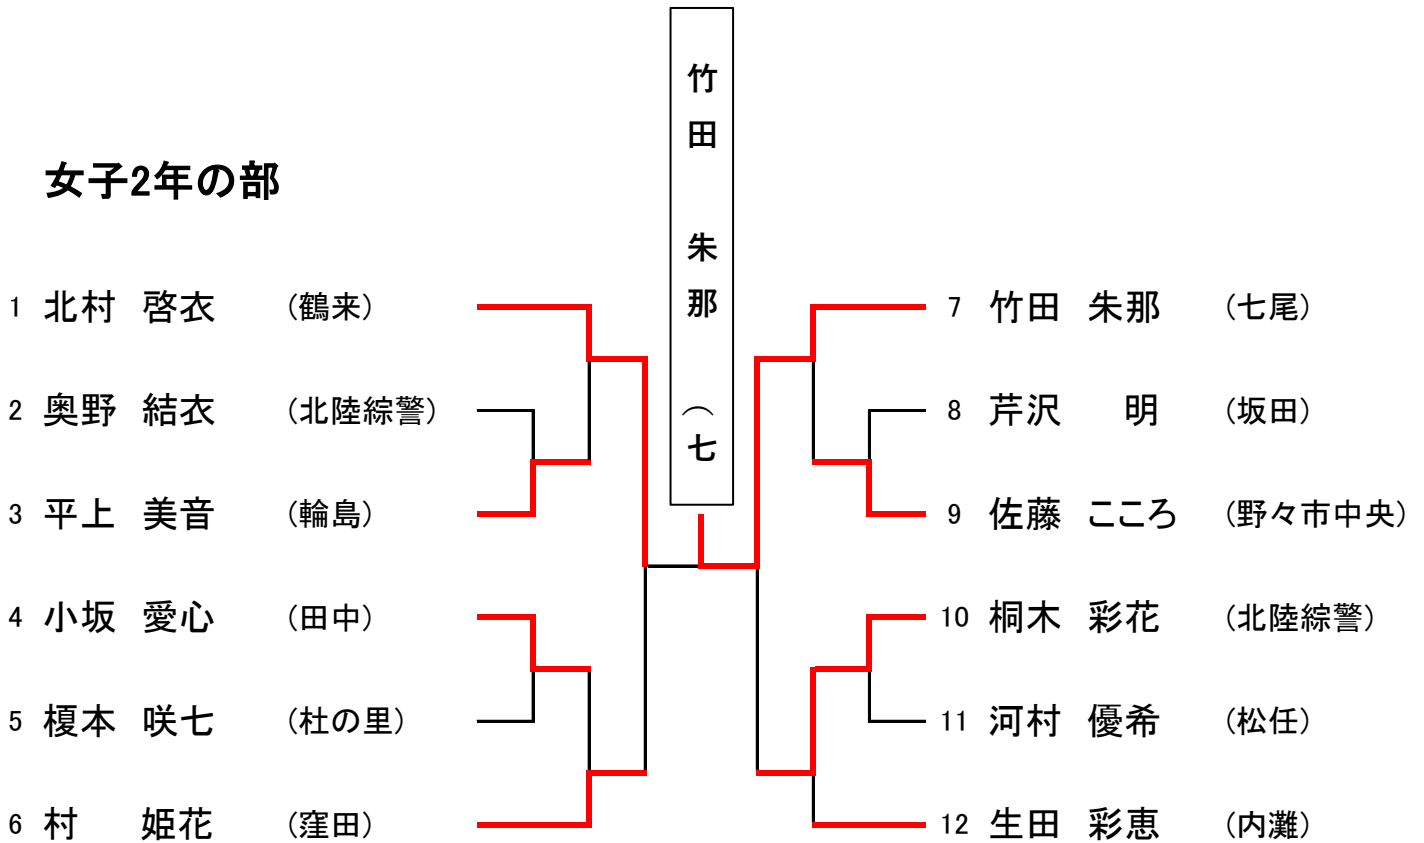 竹田 朱那 (七
女子2年の部
1 北村 啓衣 (鶴来)
2 奥野 結衣 (北陸綜警)
3 平上 美音 (輪島)
4 小坂 愛心 (田中)
5 榎本 咲七 (杜の里)
6 村 姫花 (窪田)
7 竹田 朱那 (七尾)
8 芹沢 明 (坂田)
9 佐藤 こころ (野々市中央)
10 桐木 彩花 (北陸綜警)
11 河村 優希 (松任)
12 生田 彩恵 (内灘)